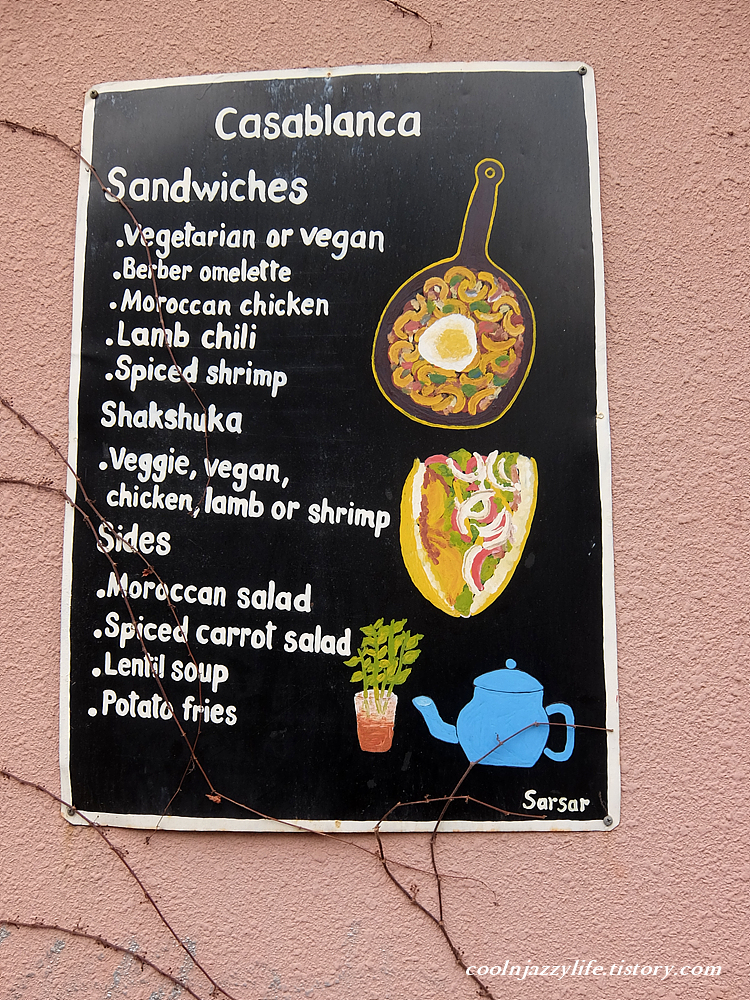 Casablanca
Sandwiches
.Vegetarian or vegan
.Berber omelette
.Moroccan chicken
.Lamb chili
.Spiced shrimp
Shakshuka
.Veggie, vegan,
chicken, lamb or shrimp
Sides
.Moroccan salad
.Spiced carrot salad
.Lentil soup
.Potato fries
Sarsar
coolnjazzylife.tistory.com